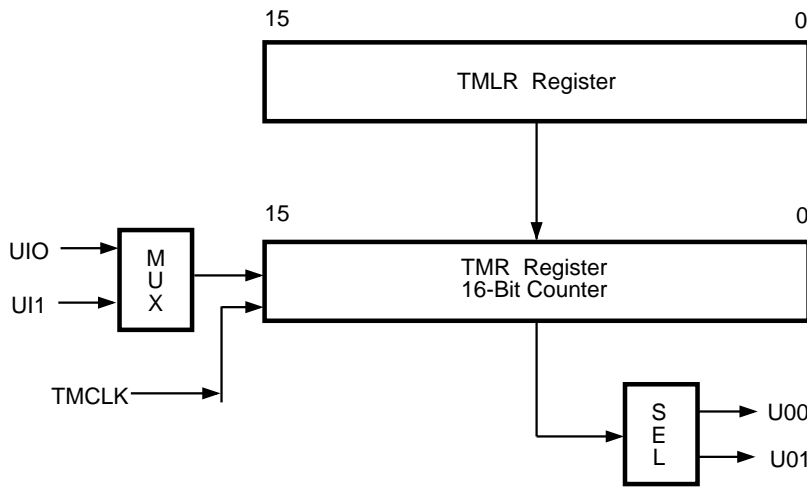 15 0
TMLR Register
15 0
UIO
UI1
M
U
X
TMR Register
16-Bit Counter
TMCLK
S
E
L
U00
U01